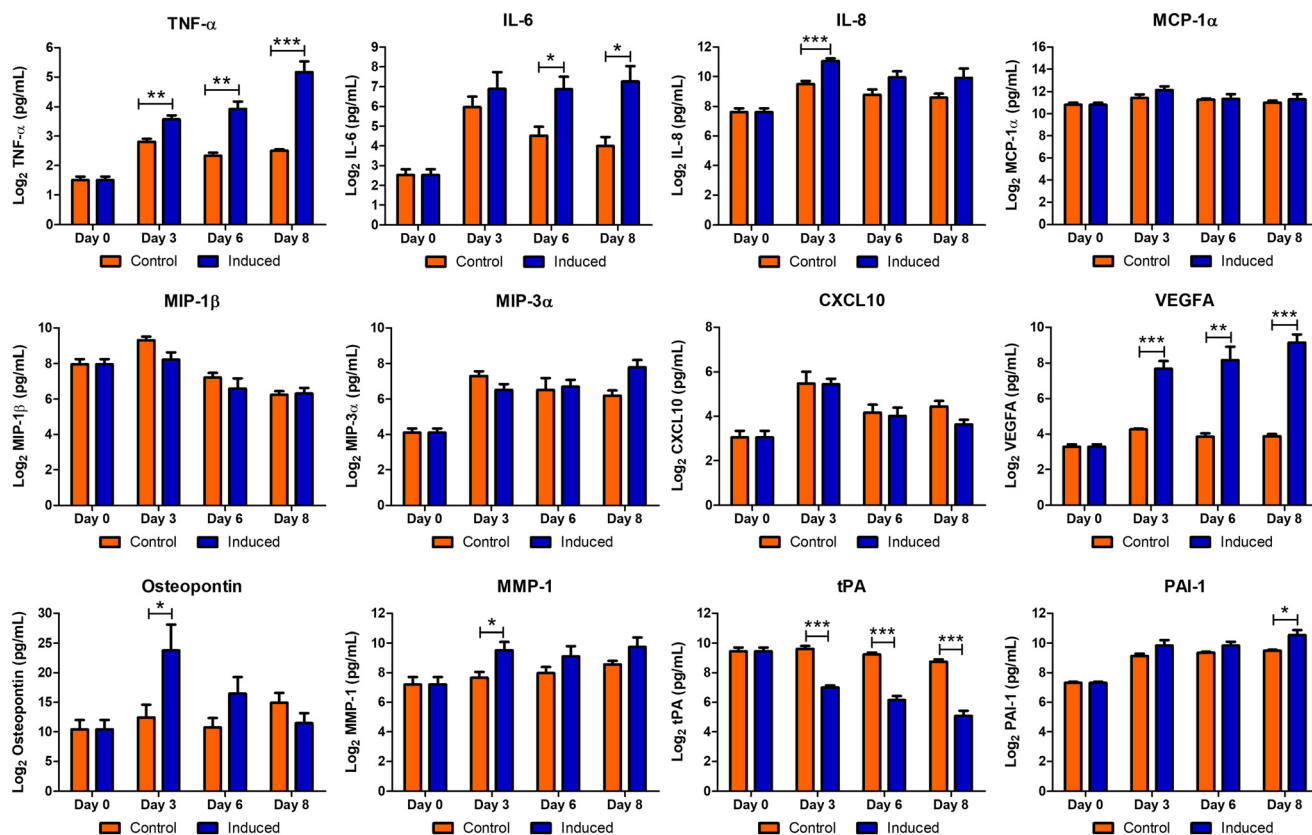 TNF-α
Log2 TNF-α (pg/mL)
6
5
4
3
2
1
0
**
**
***
Day 0 Day 3 Day 6 Day 8
Control Induced
IL-6
Log2 IL-6 (pg/mL)
9
8
7
6
5
4
3
2
1
0
*
*
Day 0 Day 3 Day 6 Day 8
Control Induced
IL-8
Log2 IL-8 (pg/mL)
12
10
8
6
4
2
0
***
Day 0 Day 3 Day 6 Day 8
Control Induced
MCP-1α
Log2 MCP-1α (pg/mL)
16
14
12
10
8
6
4
2
0
Day 0 Day 3 Day 6 Day 8
Control Induced
MIP-1β
Log2 MIP-1β (pg/mL)
10
8
6
4
2
0
Day 0 Day 3 Day 6 Day 8
Control Induced
MIP-3α
Log2 MIP-3α (pg/mL)
10
8
6
4
2
0
Day 0 Day 3 Day 6 Day 8
Control Induced
CXCL10
Log2 CXCL10 (pg/mL)
8
6
4
2
0
Day 0 Day 3 Day 6 Day 8
Control Induced
VEGFA
Log2 VEGFA (pg/mL)
10
8
6
4
2
0
***
**
***
Day 0 Day 3 Day 6 Day 8
Control Induced
Osteopontin
Log2 Osteopontin (pg/mL)
30
25
20
15
10
5
0
*
Day 0 Day 3 Day 6 Day 8
Control Induced
MMP-1
Log2 MMP-1 (pg/mL)
12
10
8
6
4
2
0
*
Day 0 Day 3 Day 6 Day 8
Control Induced
tPA
Log2 tPA (pg/mL)
12
10
8
6
4
2
0
***
***
***
Day 0 Day 3 Day 6 Day 8
Control Induced
PAI-1
Log2 PAI-1 (pg/mL)
12
10
8
6
4
2
0
*
Day 0 Day 3 Day 6 Day 8
Control Induced